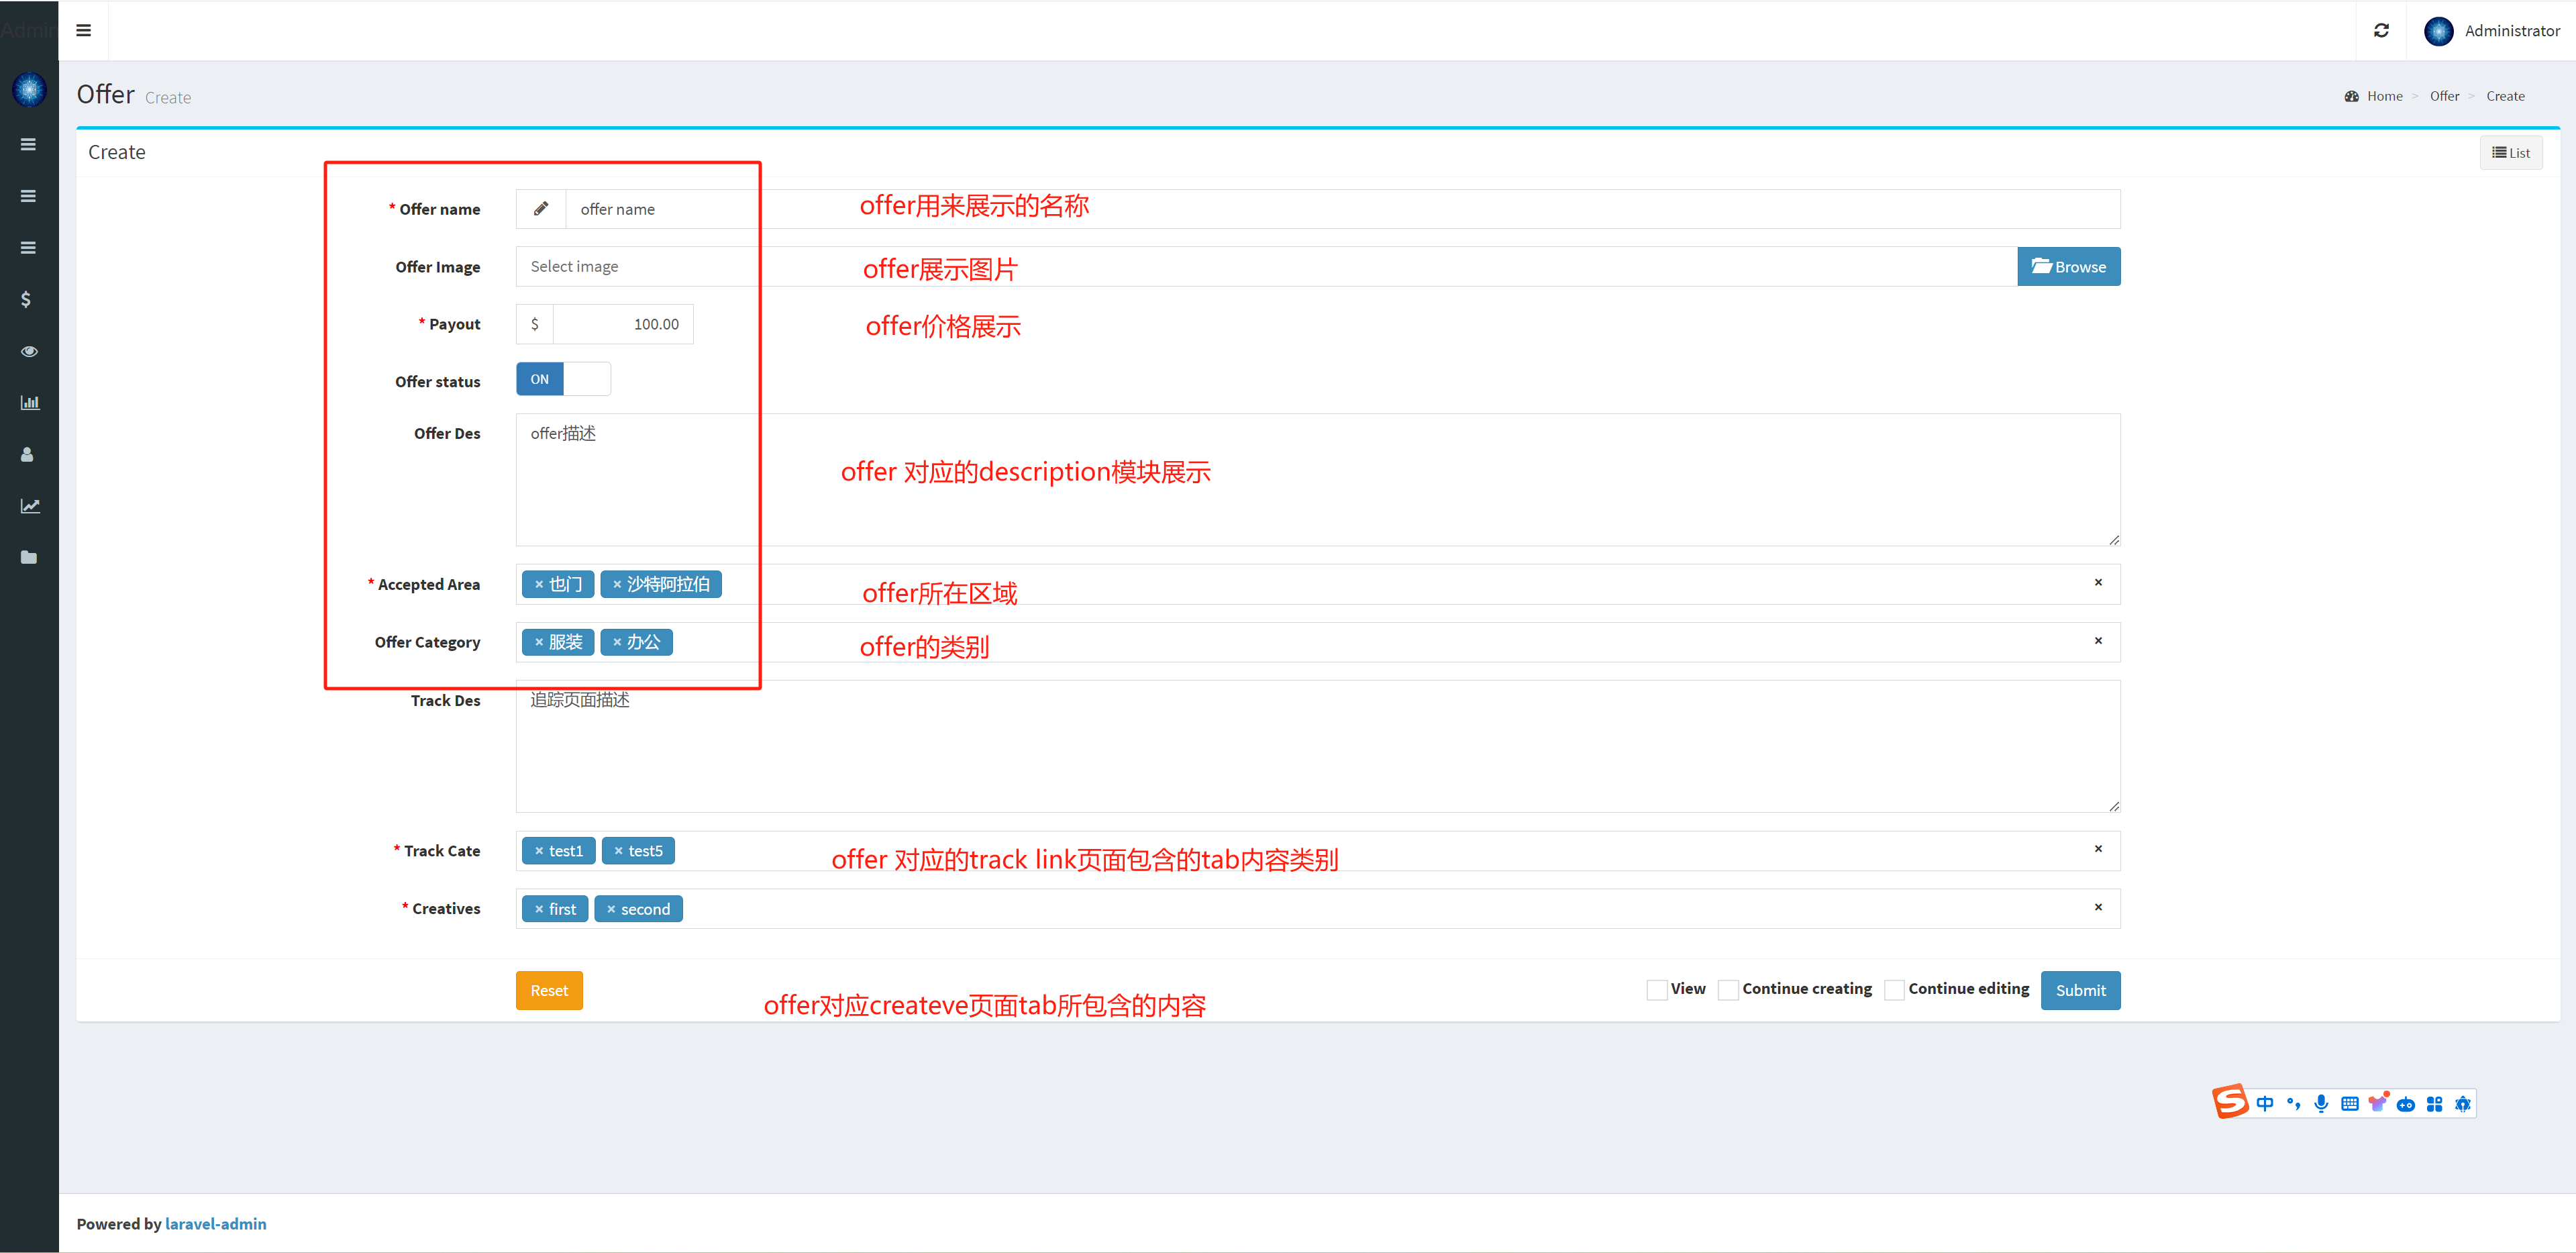 Admin
Administrator
Offer Create
Home > Offer > Create
Create
List
* Offer name
offer name
offer用来展示的名称
Offer Image
Select image
offer展示图片
Browse
* Payout
$
100.00
offer价格展示
Offer status
ON
Offer Des
offer描述
offer 对应的description模块展示
* Accepted Area
× 也门
× 沙特阿拉伯
×
offer所在区域
Offer Category
× 服装
× 办公
×
offer的类别
Track Des
追踪页面描述
* Track Cate
× test1
× test5
×
offer 对应的track link页面包含的tab内容类别
* Creatives
× first
× second
×
Reset
View
Continue creating
Continue editing
Submit
offer对应createve页面tab所包含的内容
中
Powered by laravel-admin